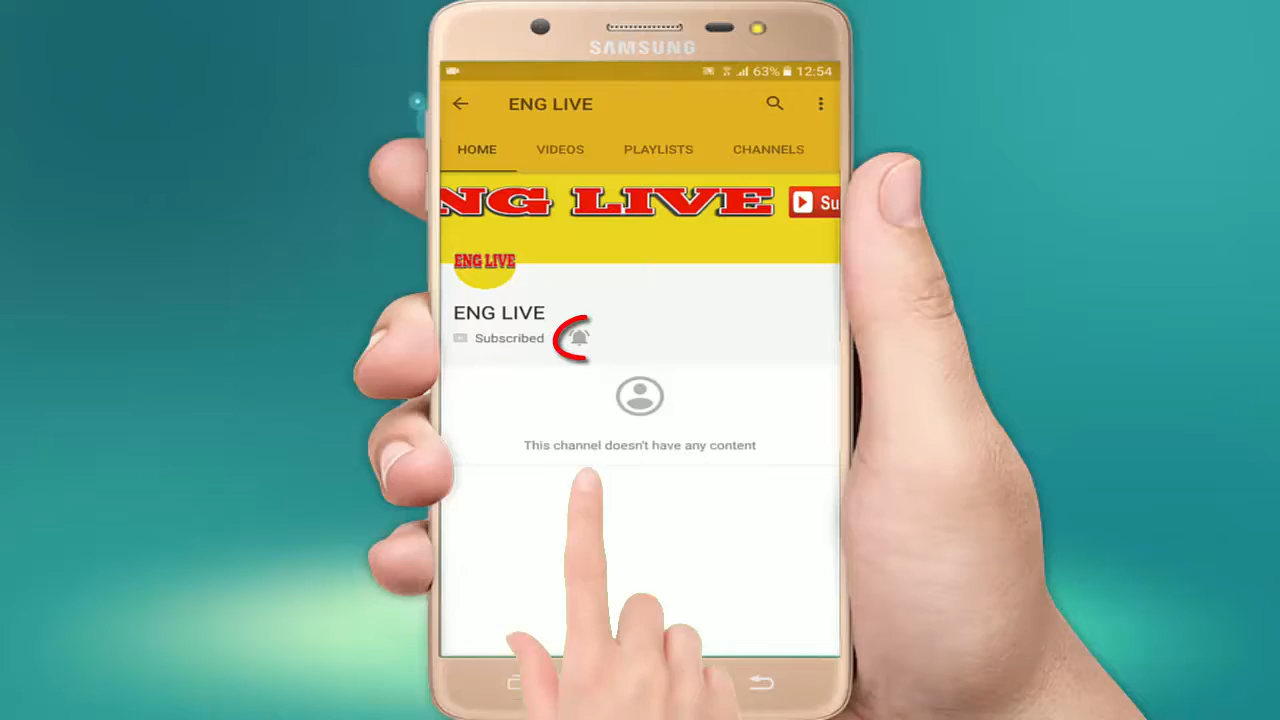 SAMSUNG
63% 12:54
ENG LIVE
HOME VIDEOS PLAYLISTS CHANNELS
NG LIVE Su
ENG LIVE
ENG LIVE
Subscribed
This channel doesn't have any content